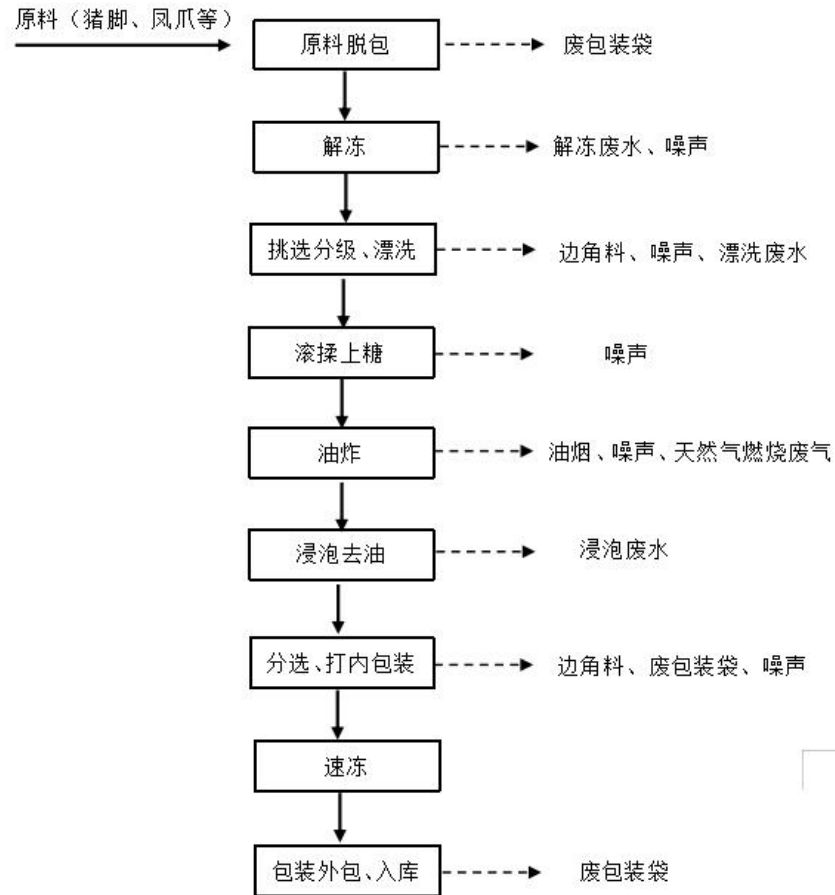 原料（猪脚、凤爪等）
原料脱包
废包装袋
解冻
解冻废水、噪声
挑选分级、漂洗
边角料、噪声、漂洗废水
滚揉上糖
噪声
油炸
油烟、噪声、天然气燃烧废气
浸泡去油
浸泡废水
分选、打内包装
边角料、废包装袋、噪声
速冻
包装外包、入库
废包装袋